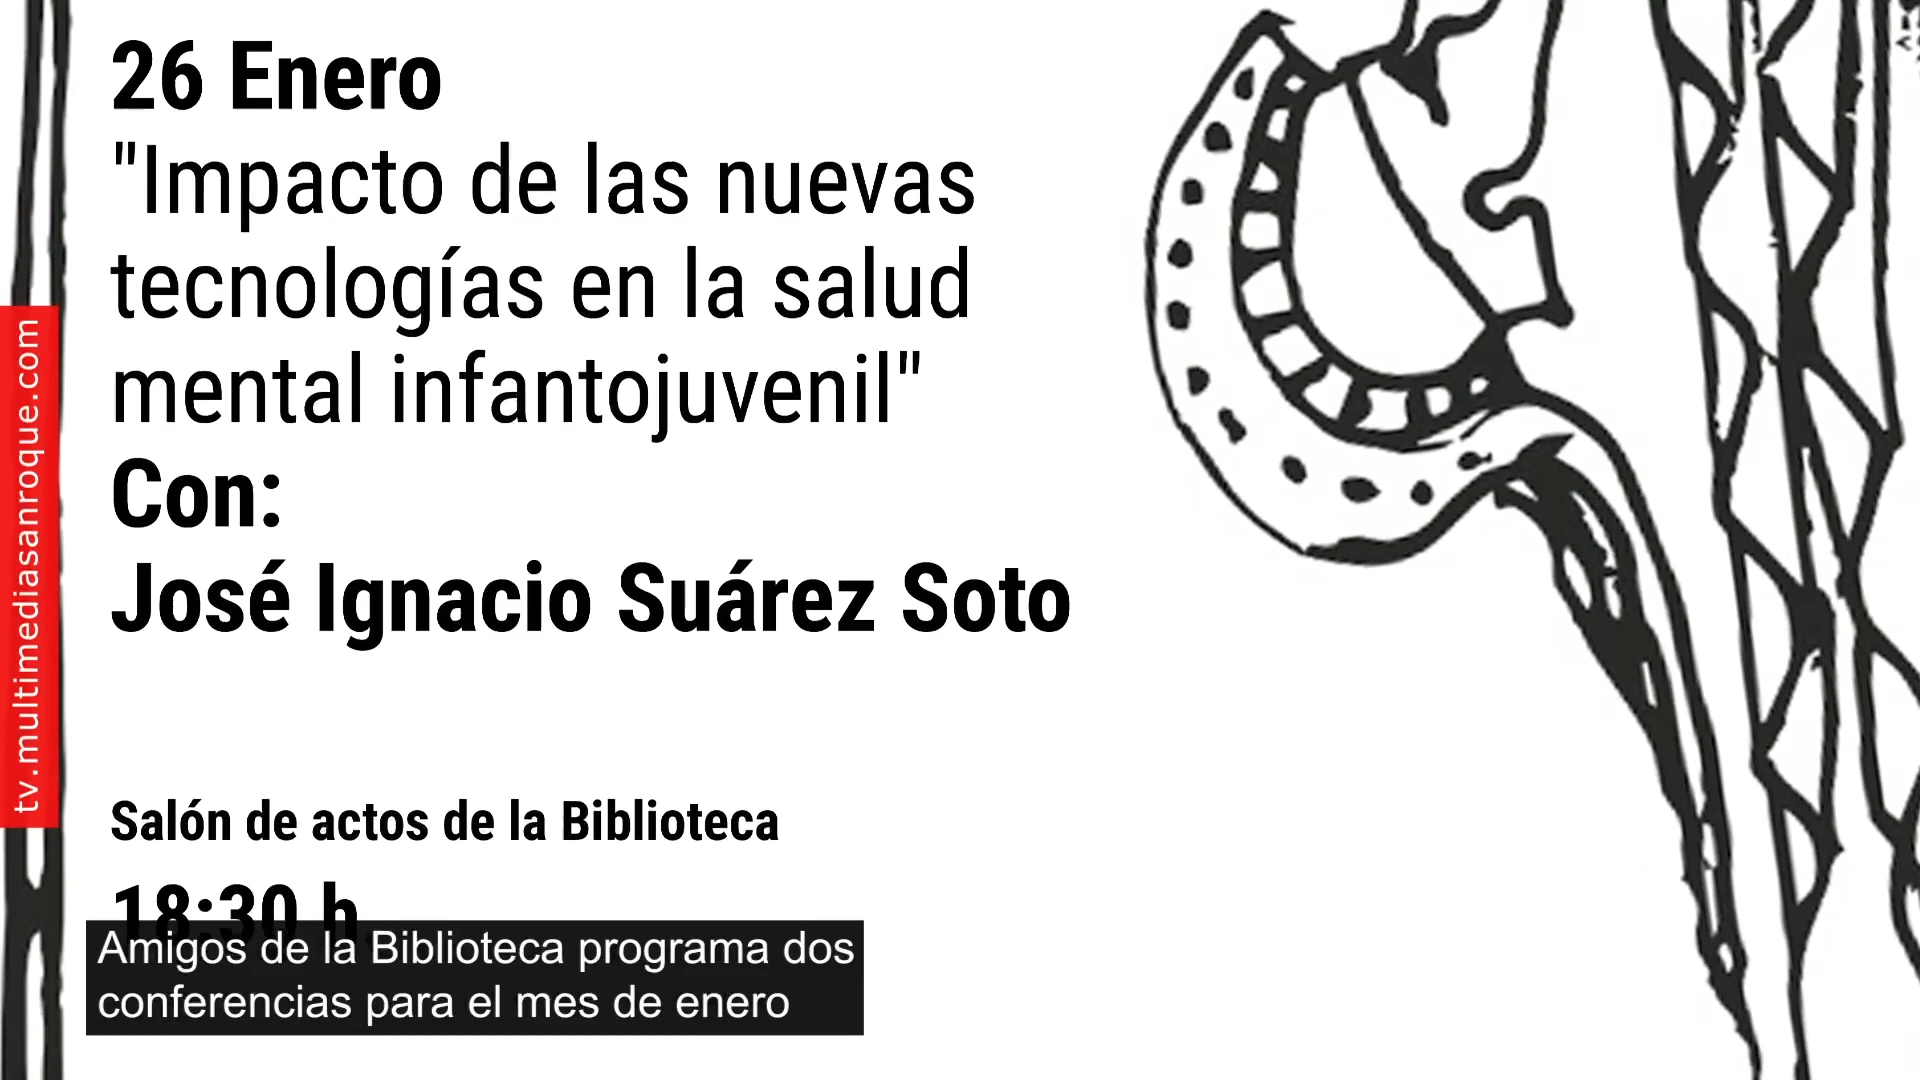 26 Enero
"Impacto de las nuevas
tecnologías en la salud
mental infantojuvenil"
Con:
José Ignacio Suárez Soto
Salón de actos de la Biblioteca
18:30 h.
Amigos de la Biblioteca programa dos
conferencias para el mes de enero
tv.multimediasanroque.com